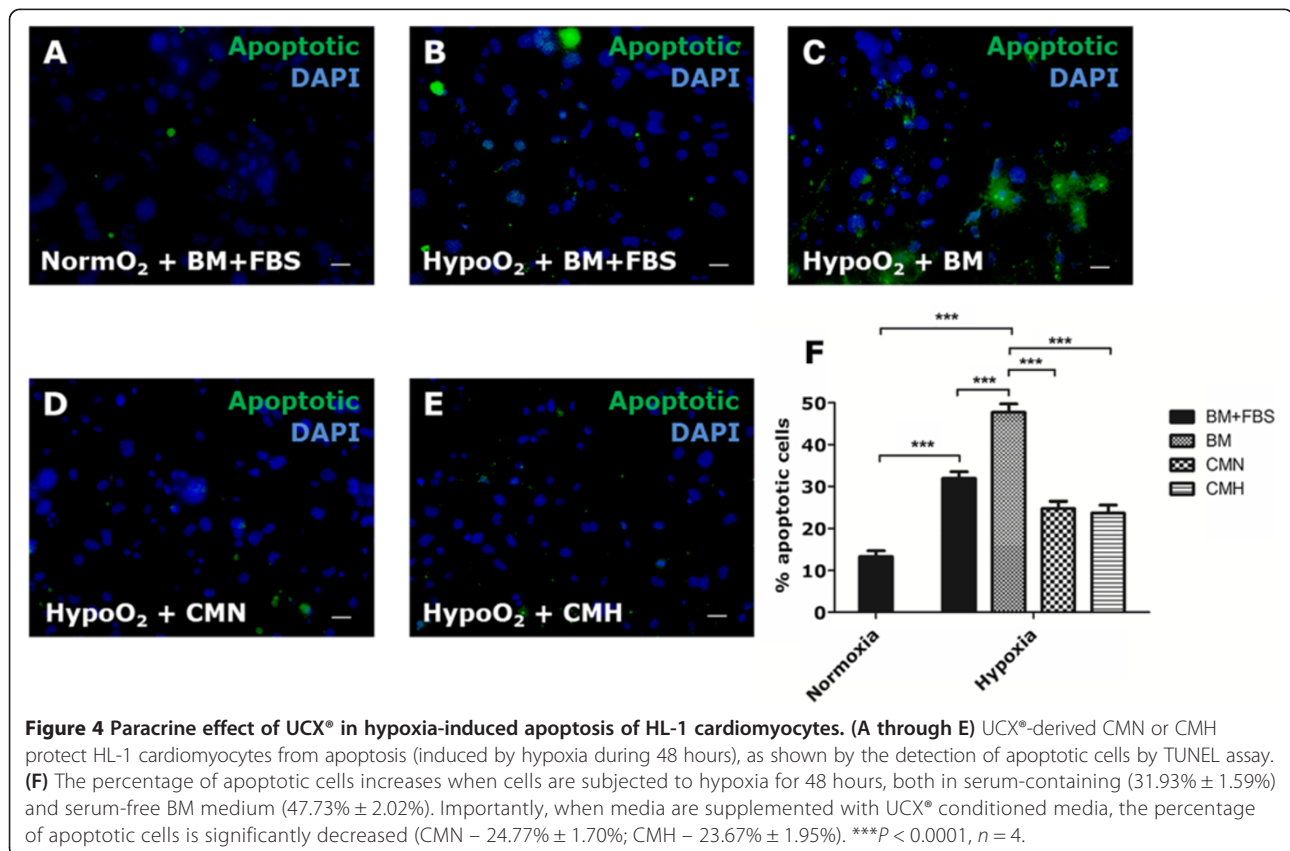 A
Apoptotic
DAPI
NormO₂ + BM+FBS
B
Apoptotic
DAPI
HypoO₂ + BM+FBS
C
Apoptotic
DAPI
HypoO₂ + BM
D
Apoptotic
DAPI
HypoO₂ + CMN
E
Apoptotic
DAPI
HypoO₂ + CMH
F
***
***
***
***
***
% apoptotic cells
50
40
30
20
10
0
Normoxia
Hypoxia
BM+FBS
BM
CMN
CMH
Figure 4 Paracrine effect of UCX® in hypoxia-induced apoptosis of HL-1 cardiomyocytes. (A through E) UCX®-derived CMN or CMH
protect HL-1 cardiomyocytes from apoptosis (induced by hypoxia during 48 hours), as shown by the detection of apoptotic cells by TUNEL assay.
(F) The percentage of apoptotic cells increases when cells are subjected to hypoxia for 48 hours, both in serum-containing (31.93% ± 1.59%)
and serum-free BM medium (47.73% ± 2.02%). Importantly, when media are supplemented with UCX® conditioned media, the percentage
of apoptotic cells is significantly decreased (CMN – 24.77% ± 1.70%; CMH – 23.67% ± 1.95%). ***P < 0.0001, n = 4.